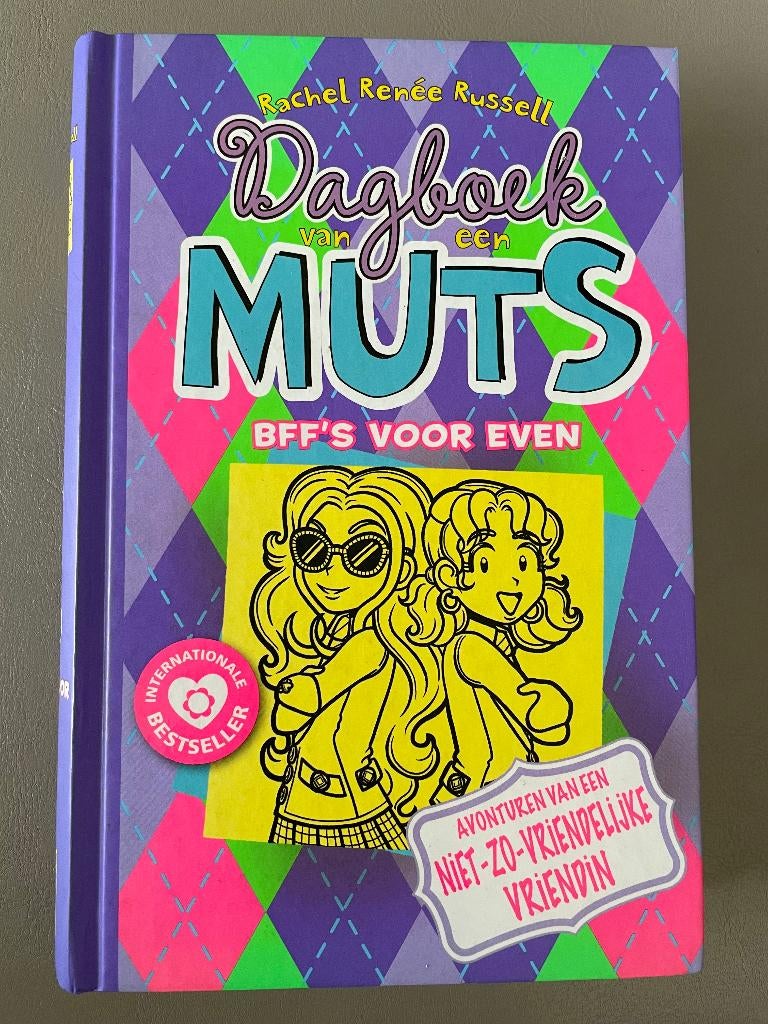 Rachel Renée Russell
Dagboek
van een
MUTS
BFF'S VOOR EVEN
INTERNATIONALE
BESTSELLER
AVONTUREN VAN EEN
NIET-ZO-VRIENDELIJKE
VRIENDIN